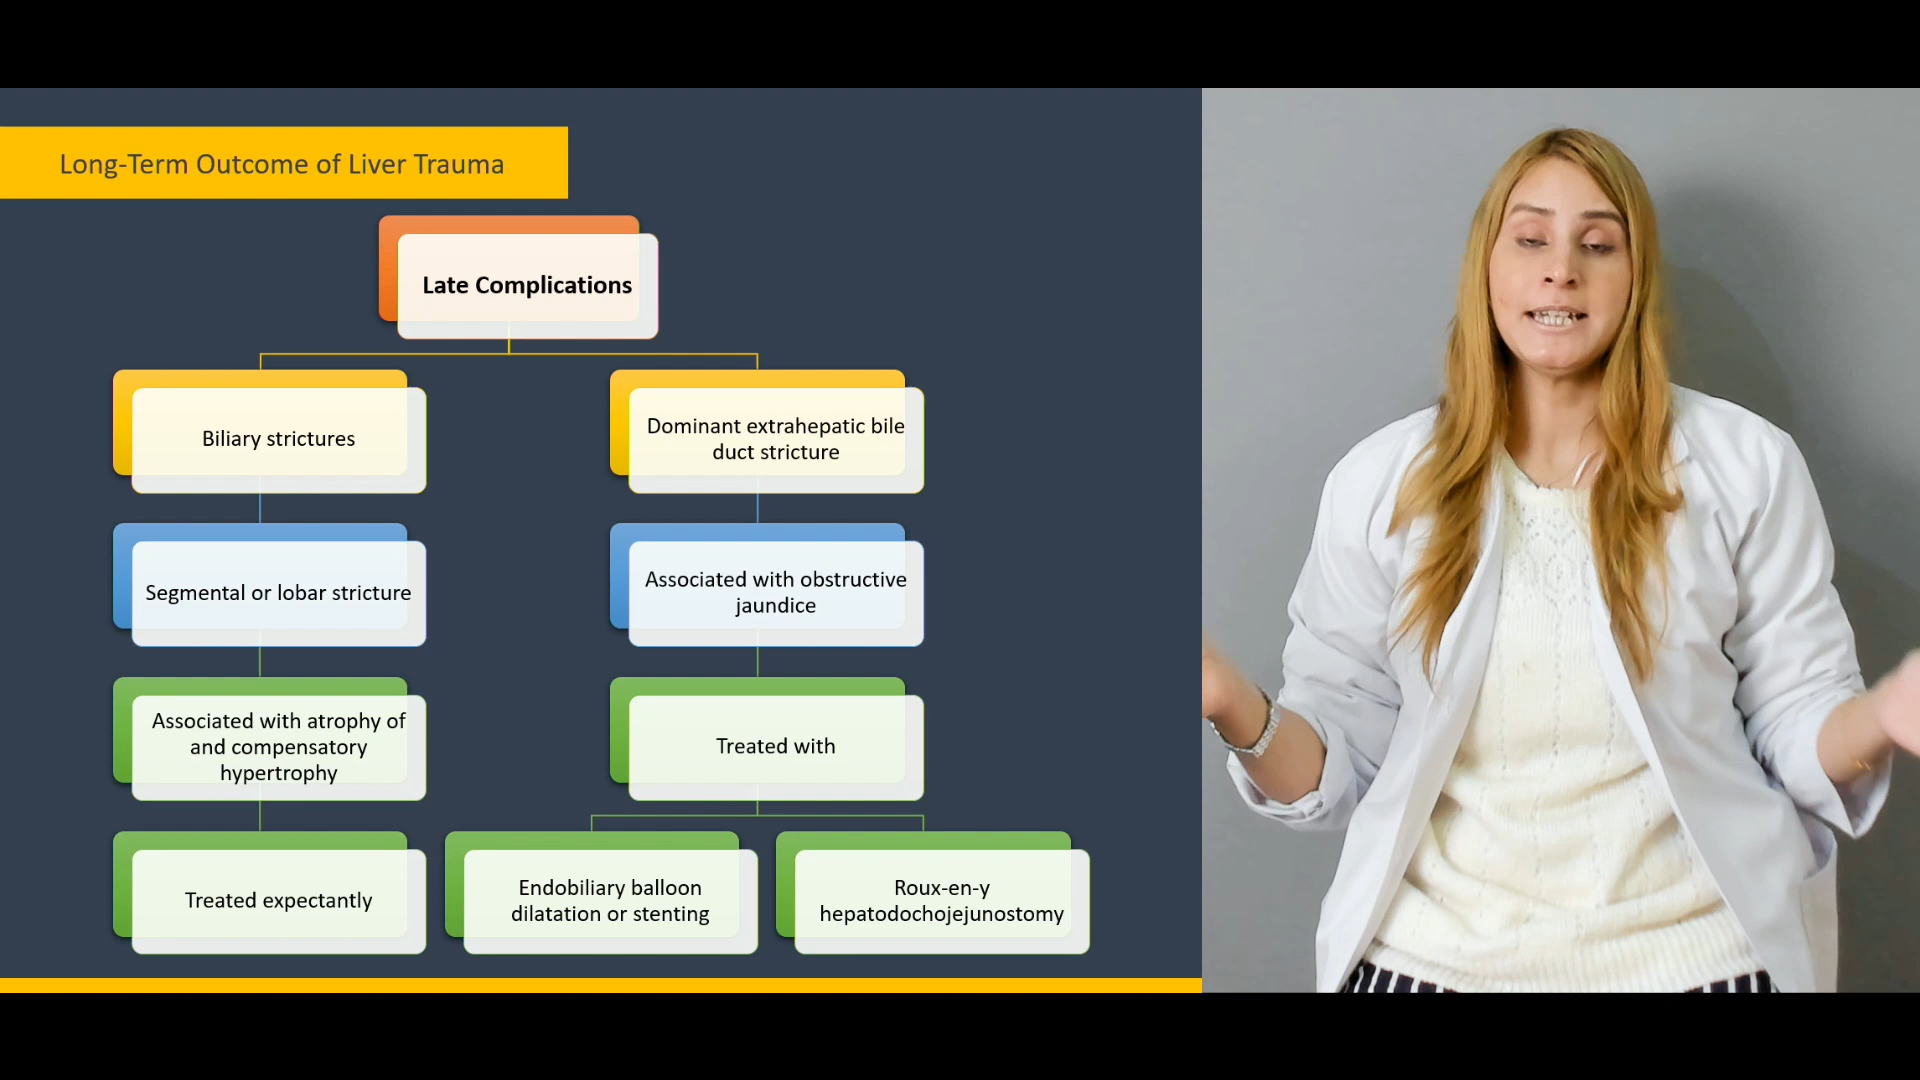 Long-Term Outcome of Liver Trauma
Late Complications
Biliary strictures
Dominant extrahepatic bile
duct stricture
Segmental or lobar stricture
Associated with obstructive
jaundice
Associated with atrophy of
and compensatory
hypertrophy
Treated with
Treated expectantly
Endobiliary balloon
dilatation or stenting
Roux-en-y
hepatodochojejunostomy